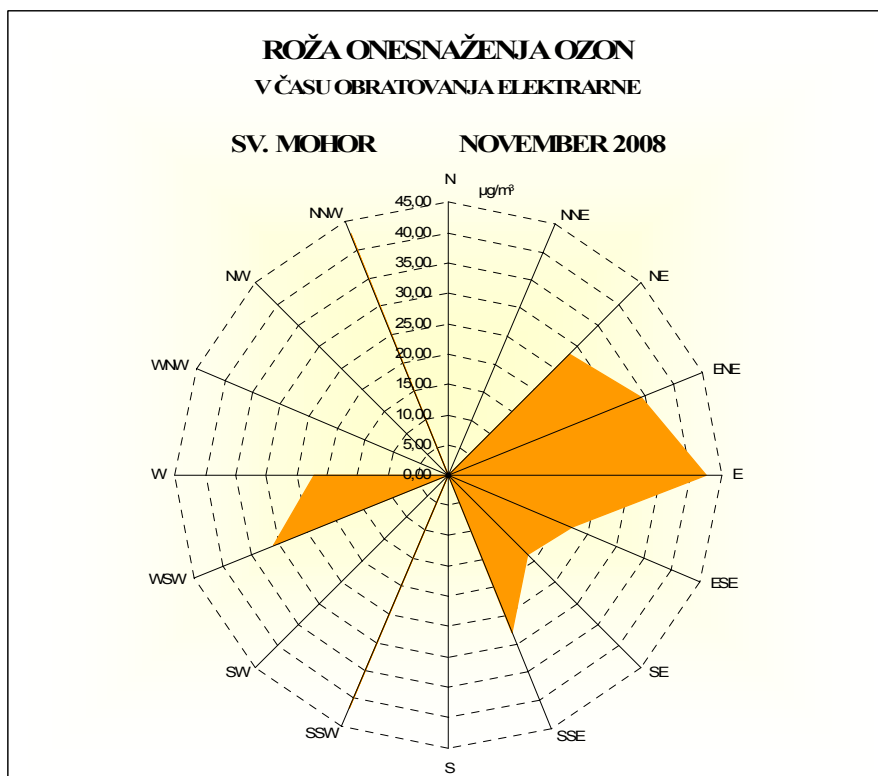 ROŽA ONESNAŽENJA OZON
V ČASU OBRATOVANJA ELEKTRARNE
SV. MOHOR NOVEMBER 2008
N
µg/m³
45,00
40,00
35,00
30,00
25,00
20,00
15,00
10,00
5,00
0,00
NNE
NE
ENE
E
ESE
SE
SSE
S
SSW
SW
WSW
W
WNW
NW
NNW